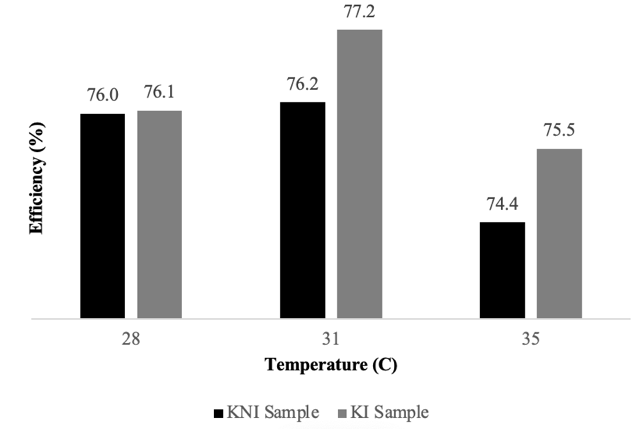 77.2
76.0 76.1
76.2
75.5
74.4
Efficiency (%)
28 31 35
Temperature (C)
KNI Sample KI Sample